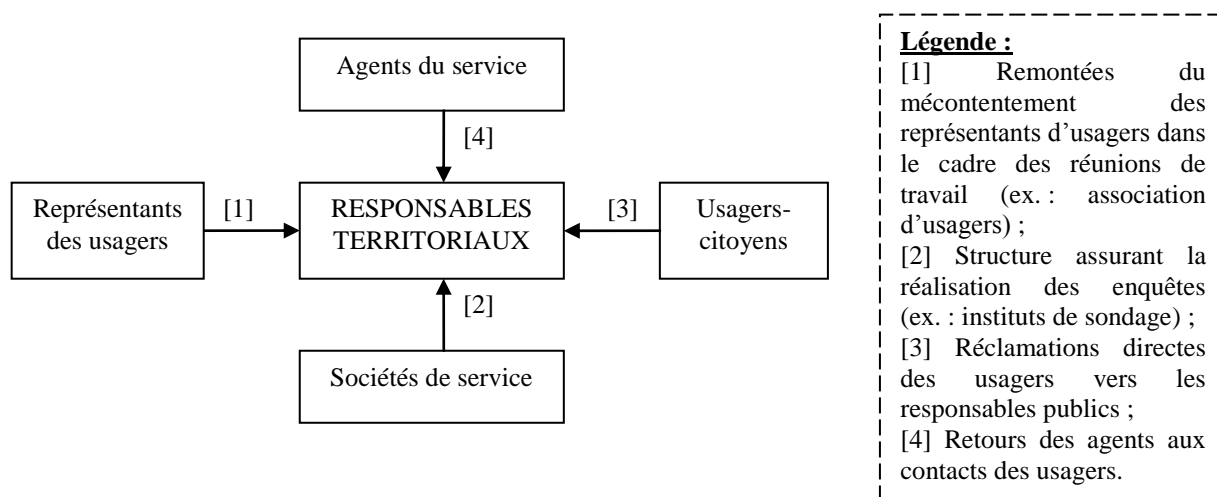 Agents du service
[4]
Représentants
des usagers
[1]
RESPONSABLES
TERRITORIAUX
[3]
Usagers-
citoyens
[2]
Sociétés de service
Légende :
[1] Remontées du
mécontentement des
représentants d’usagers dans
le cadre des réunions de
travail (ex. : association
d’usagers) ;
[2] Structure assurant la
réalisation des enquêtes
(ex. : instituts de sondage) ;
[3] Réclamations directes
des usagers vers les
responsables publics ;
[4] Retours des agents aux
contacts des usagers.